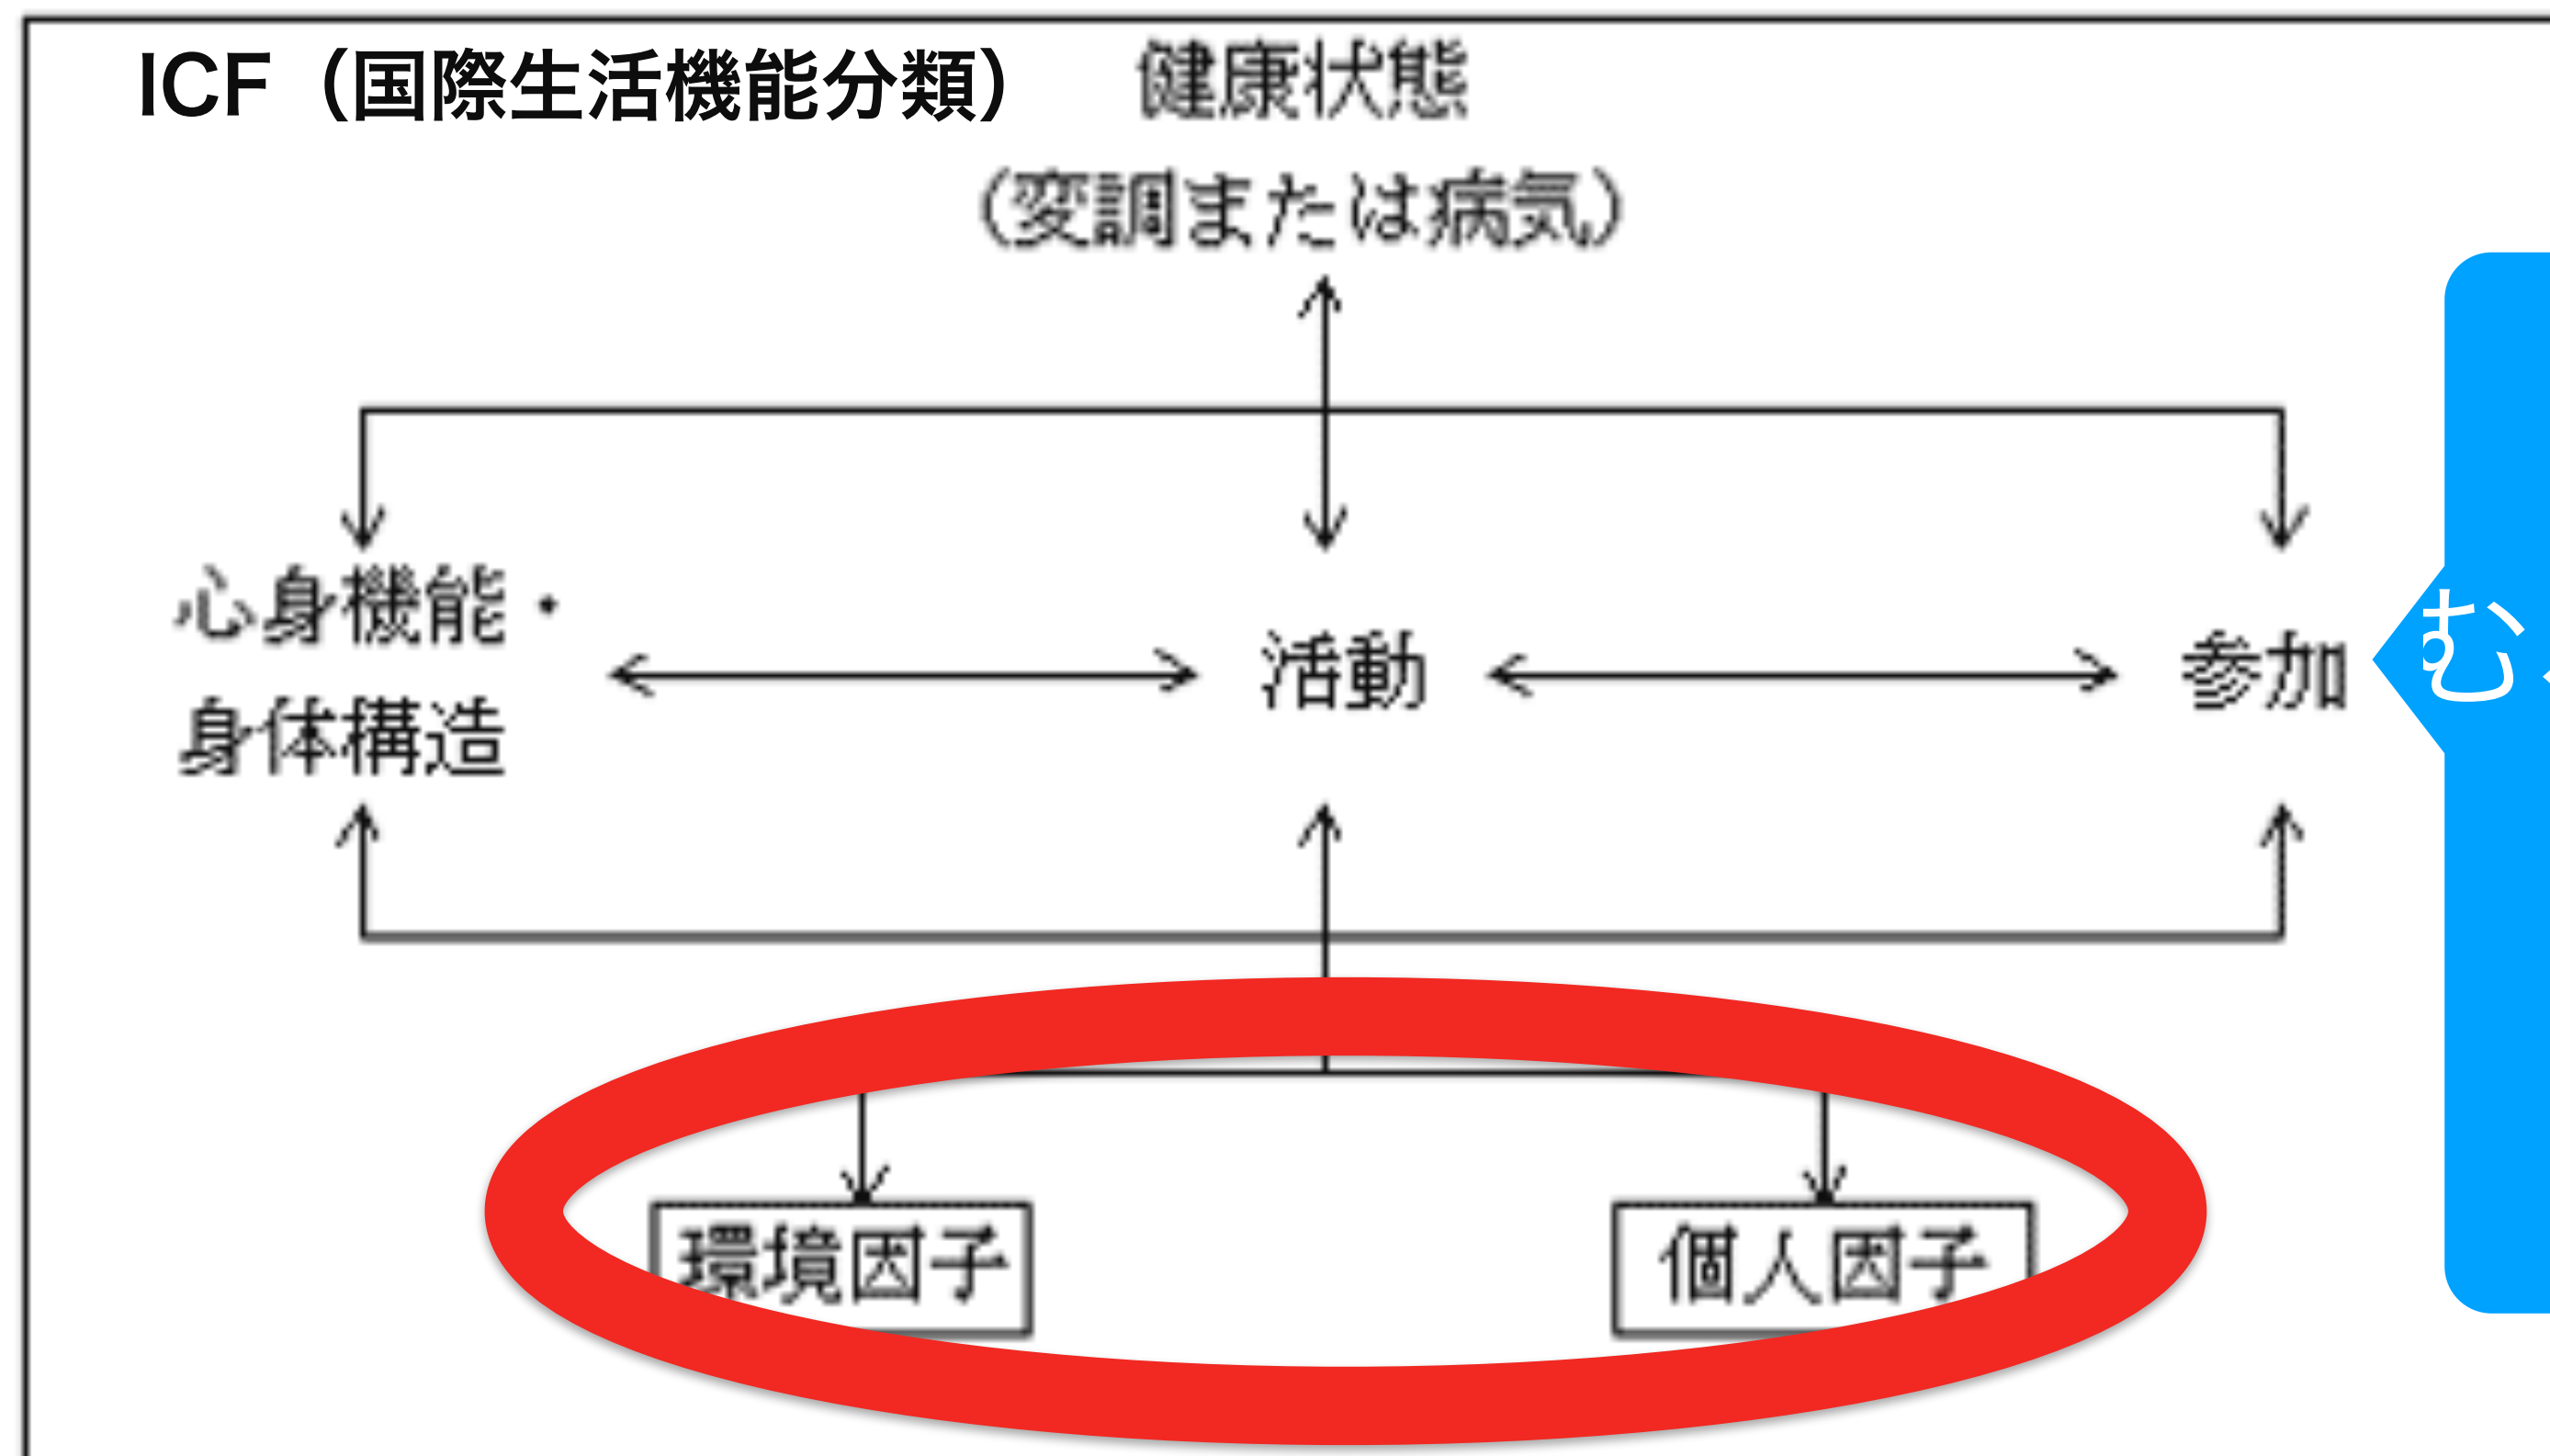 ICF（国際生活機能分類）
健康状態
（変調または病気）
心身機能・
身体構造
活動
参加
む
環境因子
個人因子